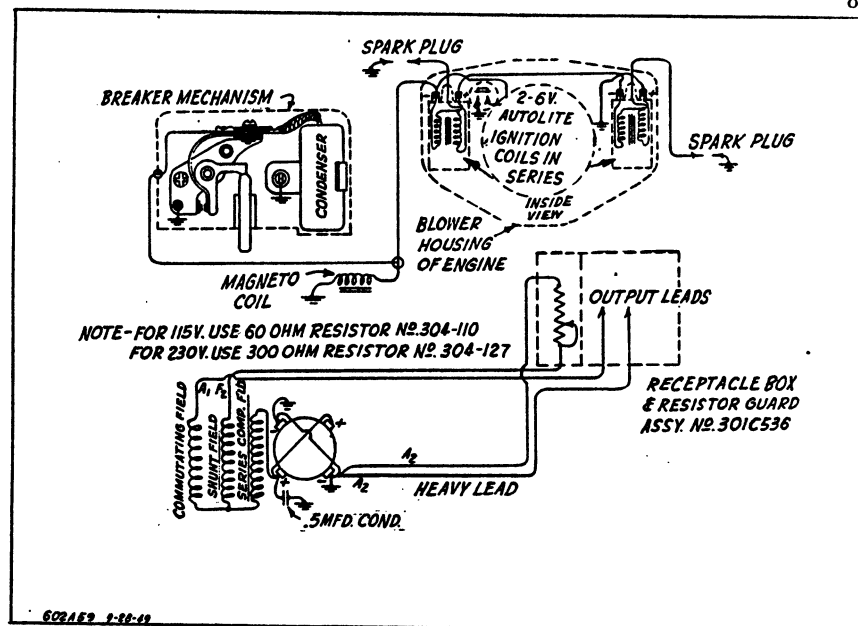 8
SPARK PLUG
BREAKER MECHANISM
2-6V.
AUTOLITE
IGNITION
COILS IN
SERIES
INSIDE
VIEW
SPARK PLUG
CONDENSER
BLOWER
HOUSING
OF ENGINE
MAGNETO
COIL
OUTPUT LEADS
NOTE-FOR 115V. USE 60 OHM RESISTOR Nº. 304-110
FOR 230V. USE 300 OHM RESISTOR Nº. 304-127
RECEPTACLE BOX
& RESISTOR GUARD
ASSY. Nº. 301C536
A1 F2
COMMUTATING FIELD
SHUNT FIELD
SERIES COMP. FLD.
+
-
+
-
A2
A2
HEAVY LEAD
.5MFD. COND.
602A59 9-28-49